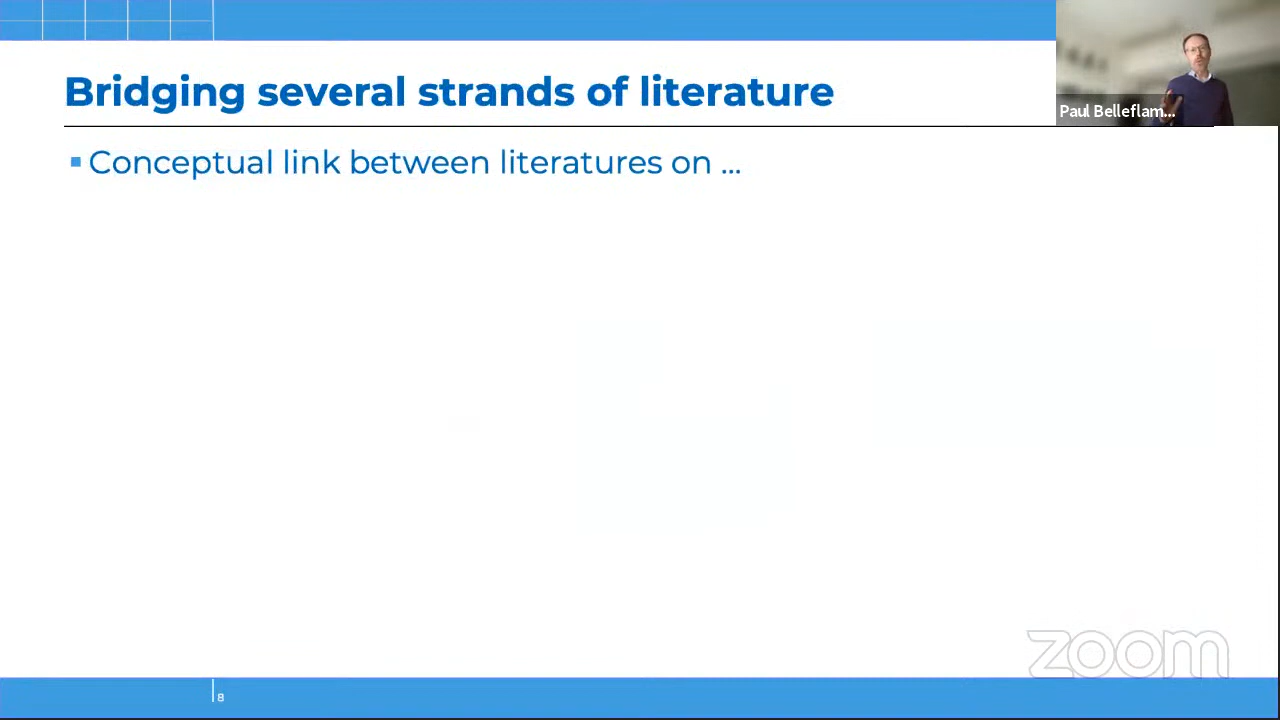 Bridging several strands of literature
Paul Belleflam...
Conceptual link between literatures on ...
zoom
8